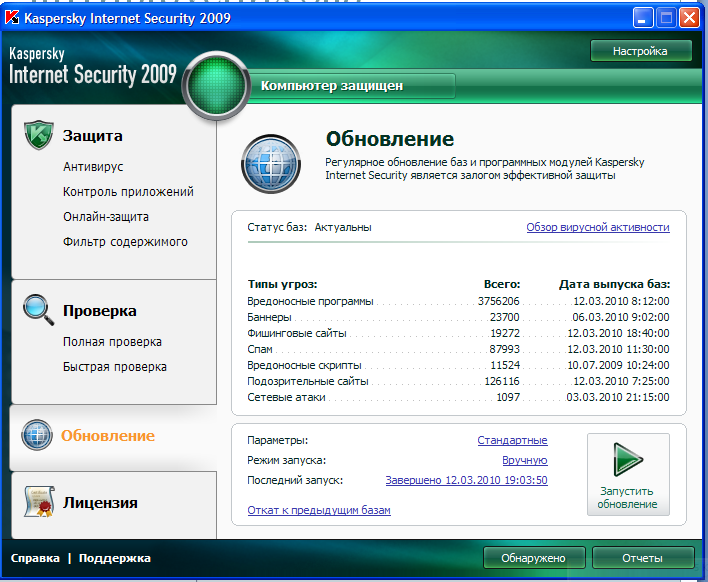 Kaspersky Internet Security 2009
Kaspersky
Internet Security 2009
Настройка
Компьютер защищен
Защита
Антивирус
Контроль приложений
Онлайн-защита
Фильтр содержимого
Проверка
Полная проверка
Быстрая проверка
Обновление
Лицензия
Обновление
Регулярное обновление баз и программных модулей Kaspersky
Internet Security является залогом эффективной защиты
Статус баз: Актуальны Обзор вирусной активности
Типы угроз: Всего: Дата выпуска баз:
Вредоносные программы 3756206 12.03.2010 8:12:00
Баннеры 23700 06.03.2010 9:02:00
Фишинговые сайты 19272 12.03.2010 18:40:00
Спам 87993 12.03.2010 11:30:00
Вредоносные скрипты 11524 10.07.2009 10:24:00
Подозрительные сайты 126116 12.03.2010 7:25:00
Сетевые атаки 1097 03.03.2010 21:15:00
Параметры: Стандартные
Режим запуска: Вручную
Последний запуск: Завершено 12.03.2010 19:03:50
Откат к предыдущим базам
Запустить
обновление
Справка | Поддержка
Обнаружено
Отчеты